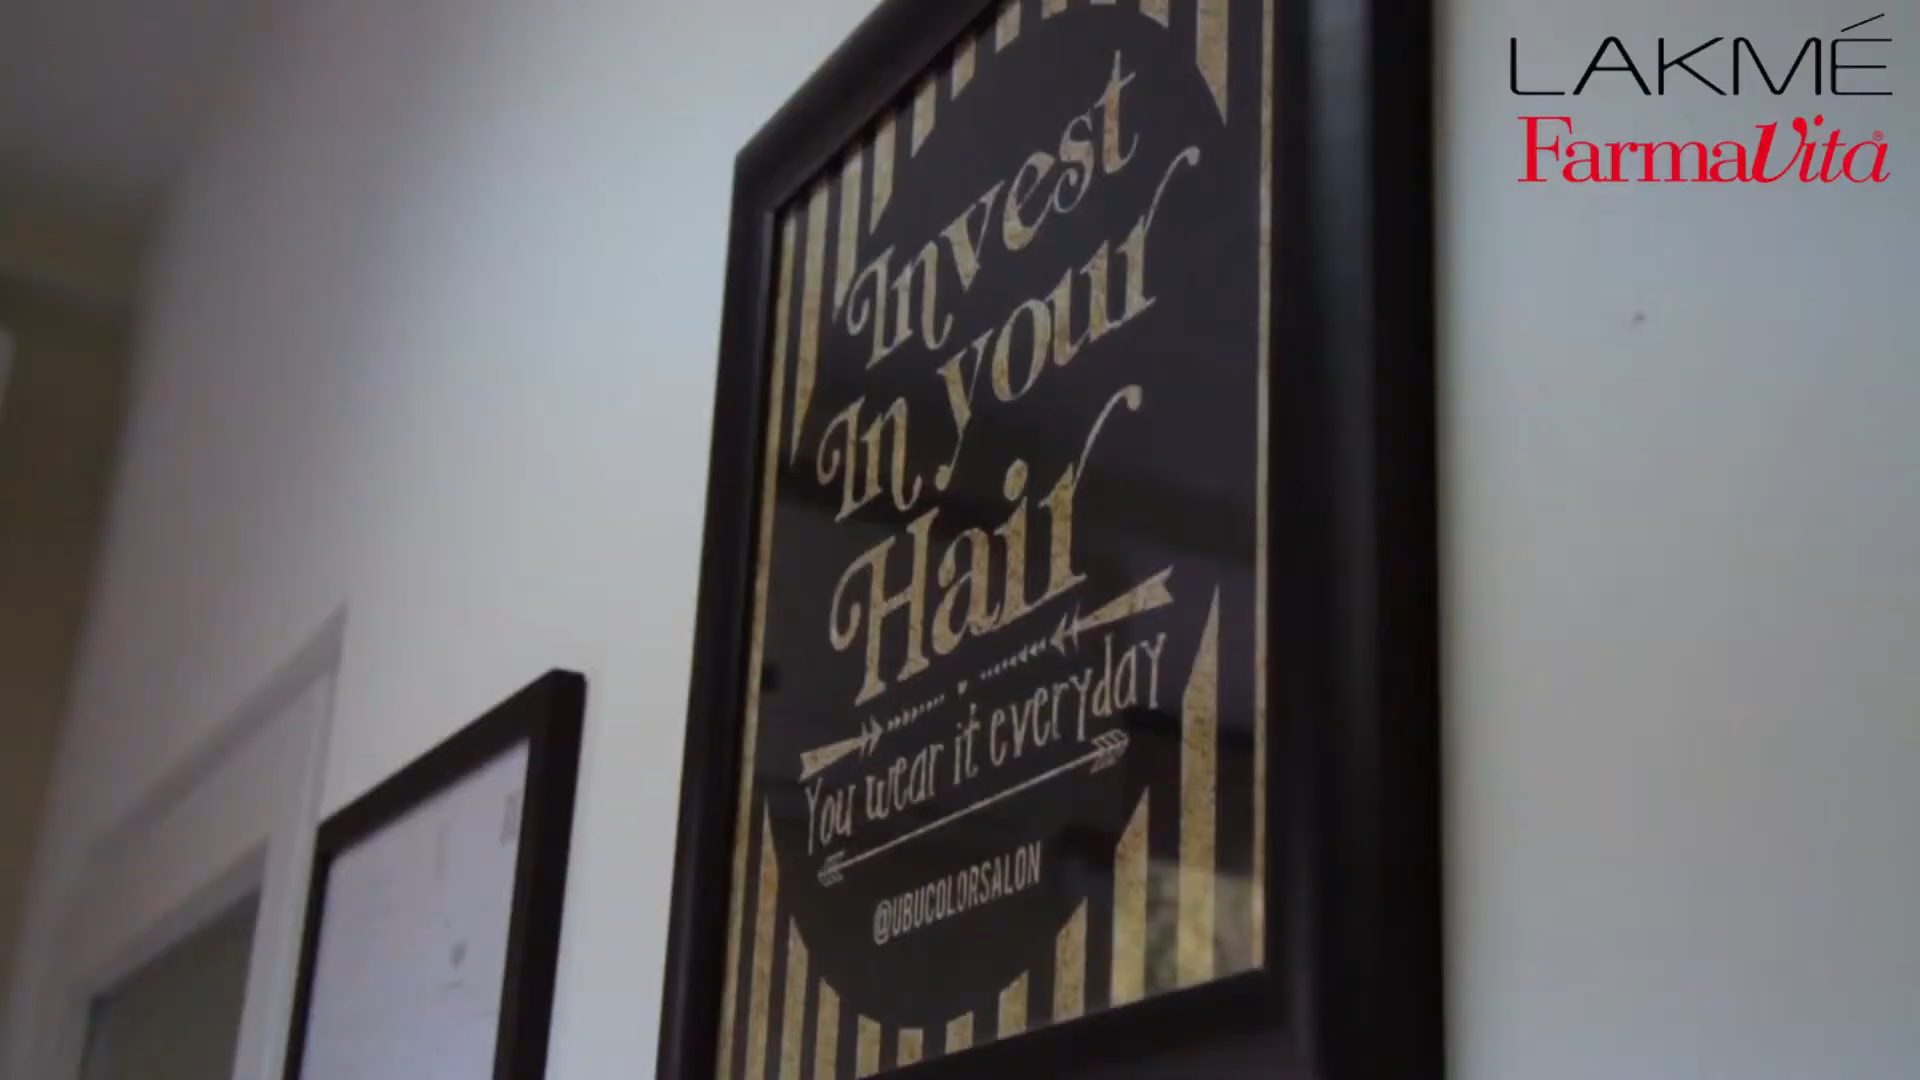 LAKMÉ
FarmaVita®
Invest
In your
Hair
You wear it everyday
@UBUCOLORSALON